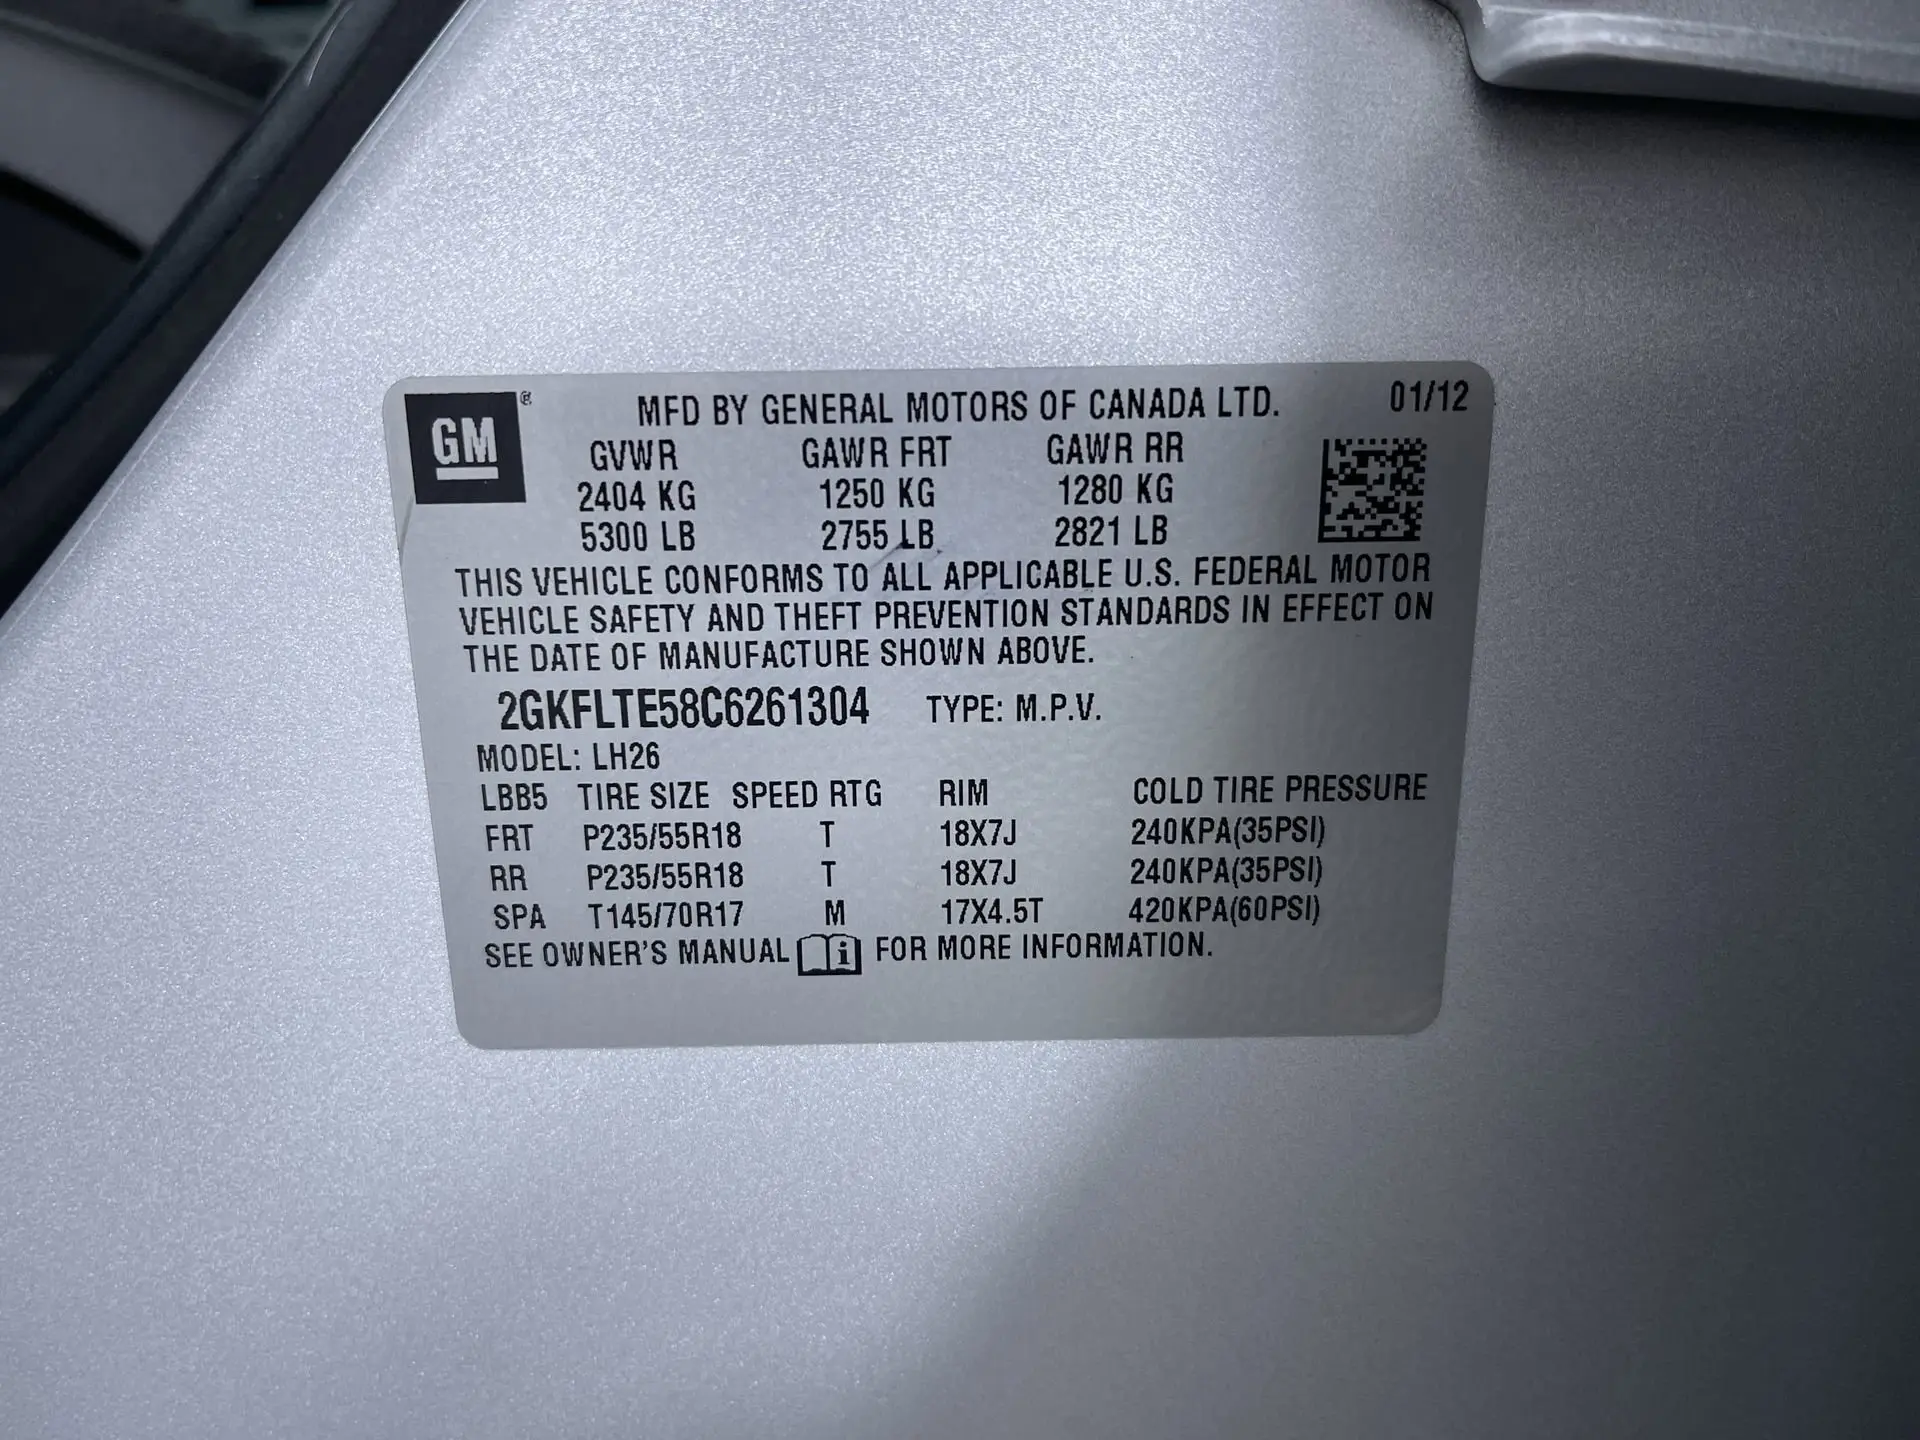 GM ®
MFD BY GENERAL MOTORS OF CANADA LTD. 01/12
GVWR GAWR FRT GAWR RR
2404 KG 1250 KG 1280 KG
5300 LB 2755 LB 2821 LB
THIS VEHICLE CONFORMS TO ALL APPLICABLE U.S. FEDERAL MOTOR
VEHICLE SAFETY AND THEFT PREVENTION STANDARDS IN EFFECT ON
THE DATE OF MANUFACTURE SHOWN ABOVE.
2GKFLTE58C6261304 TYPE: M.P.V.
MODEL: LH26
LBB5 TIRE SIZE SPEED RTG RIM COLD TIRE PRESSURE
FRT P235/55R18 T 18X7J 240KPA(35PSI)
RR P235/55R18 T 18X7J 240KPA(35PSI)
SPA T145/70R17 M 17X4.5T 420KPA(60PSI)
SEE OWNER'S MANUAL i FOR MORE INFORMATION.